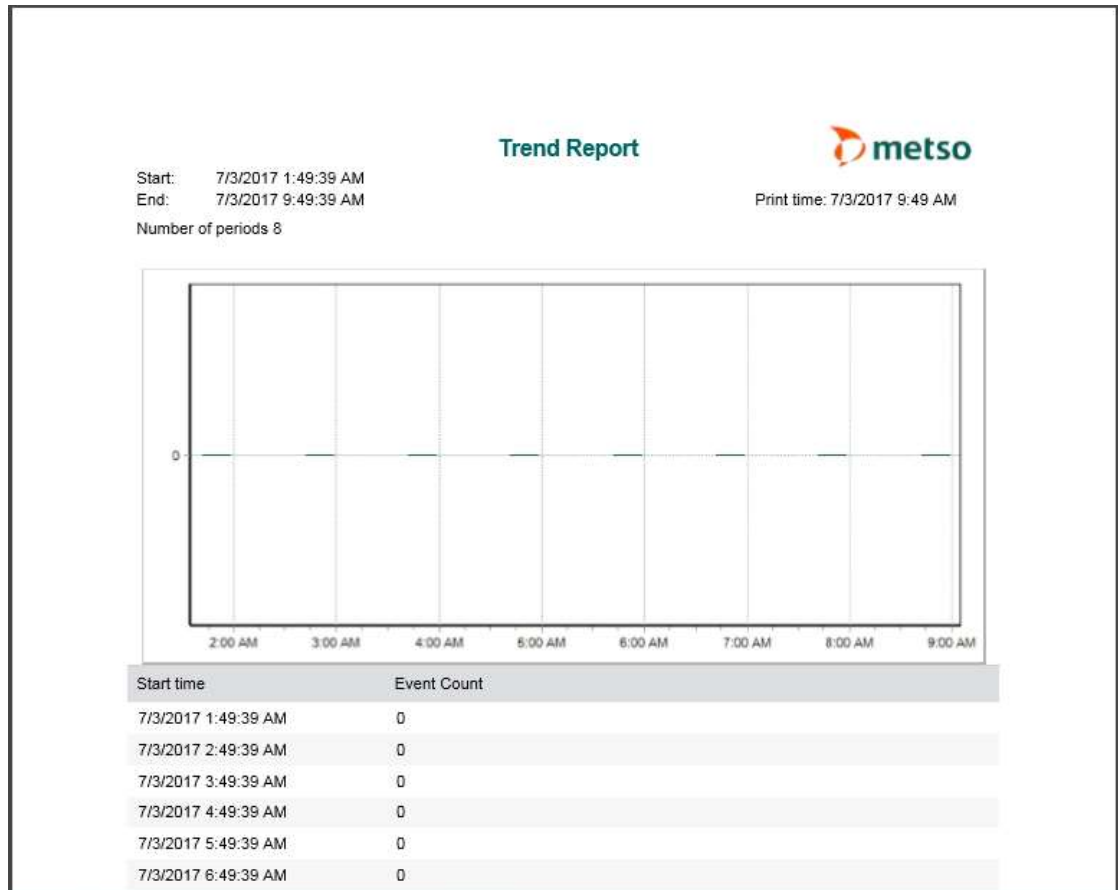 Trend Report
metso
Start: 7/3/2017 1:49:39 AM
End: 7/3/2017 9:49:39 AM
Print time: 7/3/2017 9:49 AM
Number of periods 8
0
2:00 AM 3:00 AM 4:00 AM 5:00 AM 6:00 AM 7:00 AM 8:00 AM 9:00 AM
Start time Event Count
7/3/2017 1:49:39 AM 0
7/3/2017 2:49:39 AM 0
7/3/2017 3:49:39 AM 0
7/3/2017 4:49:39 AM 0
7/3/2017 5:49:39 AM 0
7/3/2017 6:49:39 AM 0